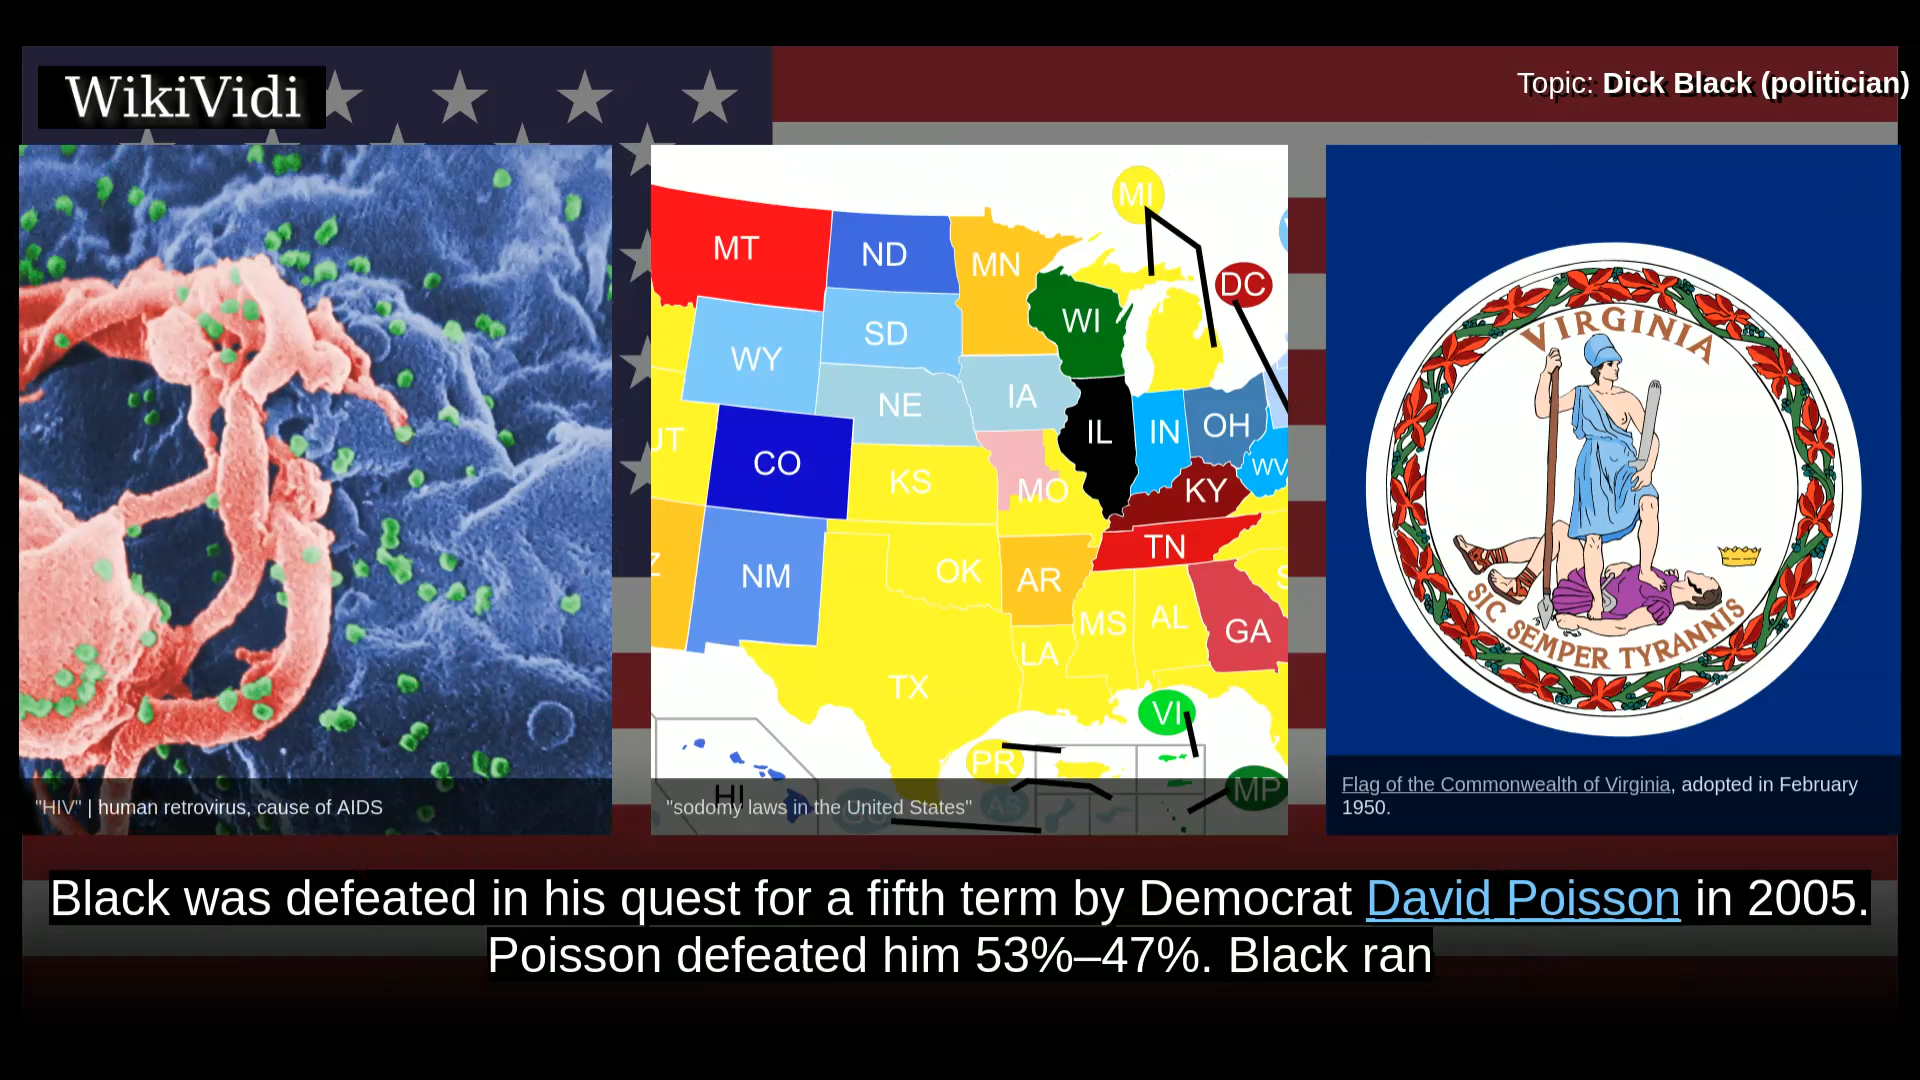 WikiVidi
Topic: Dick Black (politician)
MI
MT
ND
MN
DC
WI
SD
WY
NE
IA
IL
IN
OH
UT
CO
KS
MO
KY
WV
TN
NM
OK
AR
MS
AL
GA
LA
TX
VI
PR
HI
AS
MP
VIRGINIA
SIC SEMPER TYRANNIS
"HIV" | human retrovirus, cause of AIDS
"sodomy laws in the United States"
Flag of the Commonwealth of Virginia, adopted in February
1950.
Black was defeated in his quest for a fifth term by Democrat David Poisson in 2005.
Poisson defeated him 53%–47%. Black ran